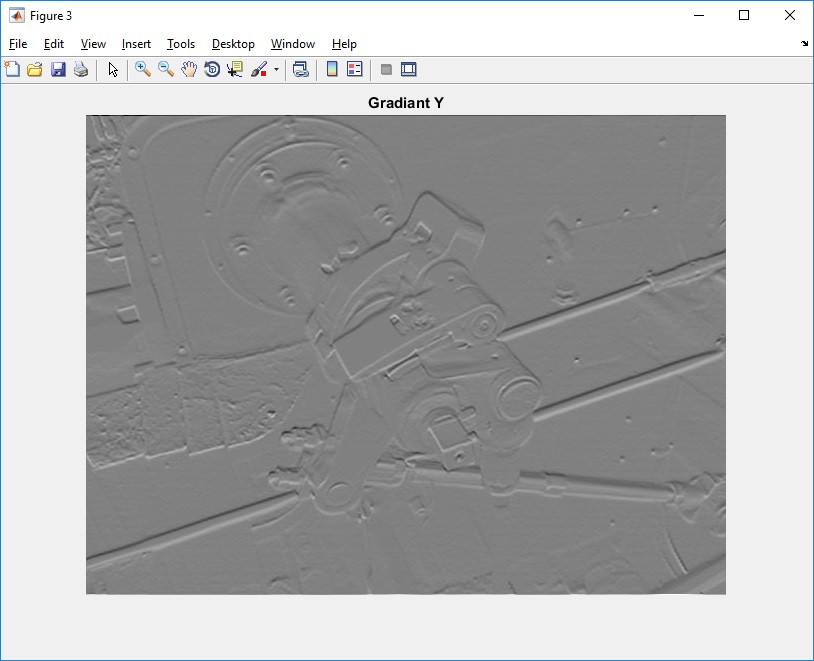 Figure 3
File Edit View Insert Tools Desktop Window Help
Gradiant Y